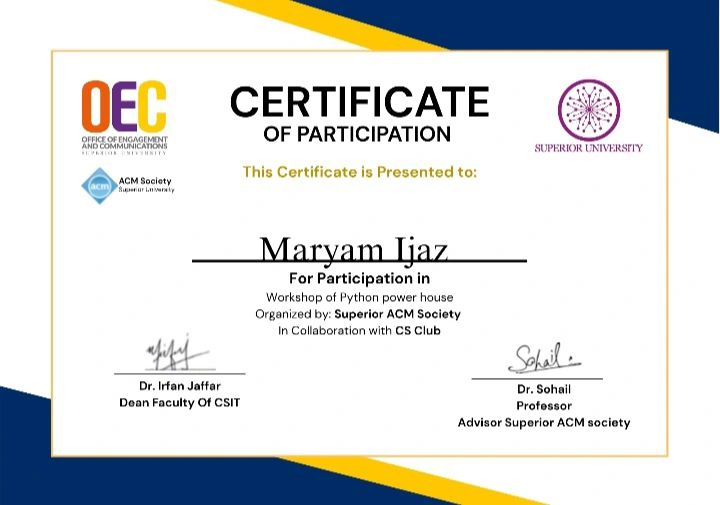 OEC
OFFICE OF ENGAGEMENT
AND COMMUNICATIONS
SUPERIOR UNIVERSITY
acm
ACM Society
Superior University
CERTIFICATE
OF PARTICIPATION
SUPERIOR UNIVERSITY
This Certificate is Presented to:
Maryam Ijaz
For Participation in
Workshop of Python power house
Organized by: Superior ACM Society
In Collaboration with CS Club
Dr. Irfan Jaffar
Dean Faculty Of CSIT
Sohail
Dr. Sohail
Professor
Advisor Superior ACM society